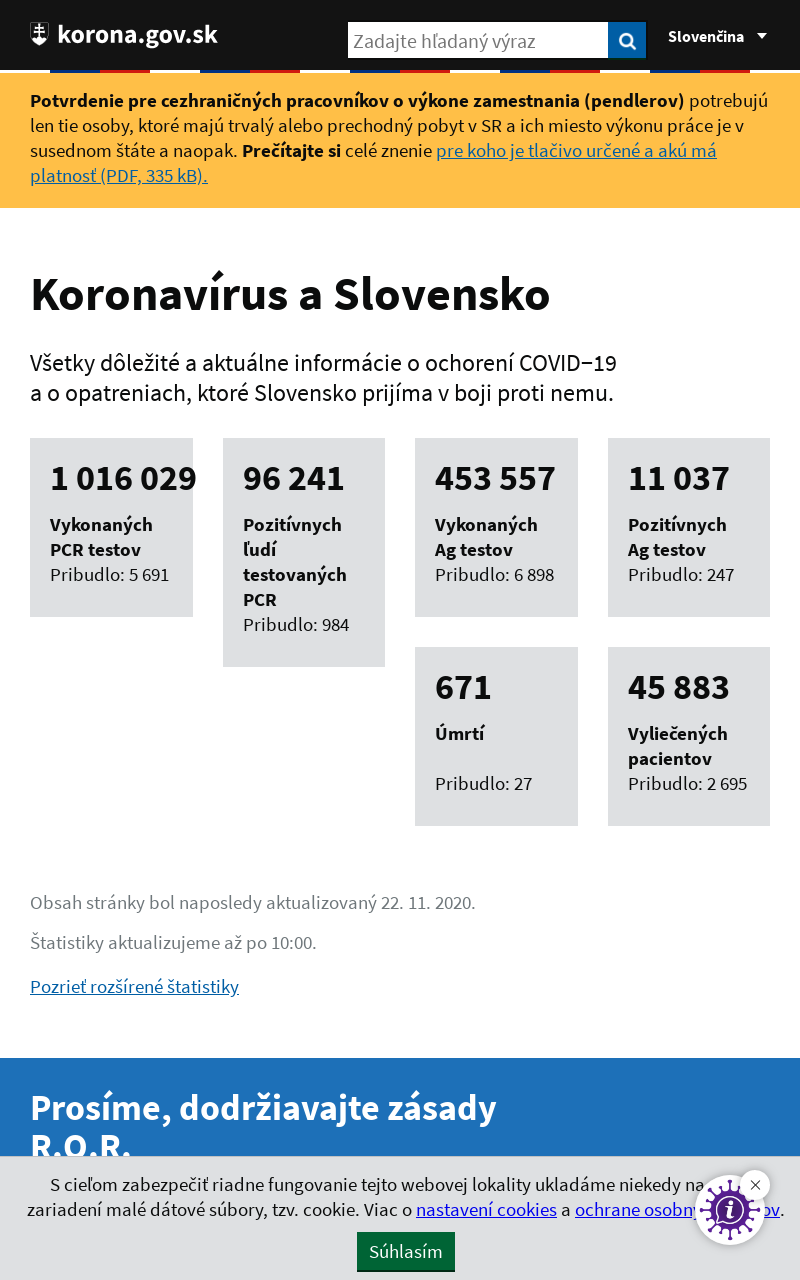 korona.gov.sk
Zadajte hľadaný výraz
Slovenčina
Potvrdenie pre cezhraničných pracovníkov o výkone zamestnania (pendlerov) potrebujú
len tie osoby, ktoré majú trvalý alebo prechodný pobyt v SR a ich miesto výkonu práce je v
susednom štáte a naopak. Prečítajte si celé znenie pre koho je tlačivo určené a akú má
platnosť (PDF, 335 kB).
Koronavírus a Slovensko
Všetky dôležité a aktuálne informácie o ochorení COVID−19
a o opatreniach, ktoré Slovensko prijíma v boji proti nemu.
1 016 029
Vykonaných
PCR testov
Pribudlo: 5 691
96 241
Pozitívnych
ľudí
testovaných
PCR
Pribudlo: 984
453 557
Vykonaných
Ag testov
Pribudlo: 6 898
11 037
Pozitívnych
Ag testov
Pribudlo: 247
671
Úmrtí
Pribudlo: 27
45 883
Vyliečených
pacientov
Pribudlo: 2 695
Obsah stránky bol naposledy aktualizovaný 22. 11. 2020.
Štatistiky aktualizujeme až po 10:00.
Pozrieť rozšírené štatistiky
Prosíme, dodržiavajte zásady
R.O.R.
S cieľom zabezpečiť riadne fungovanie tejto webovej lokality ukladáme niekedy na
zariadení malé dátové súbory, tzv. cookie. Viac o nastavení cookies a ochrane
Súhlasím